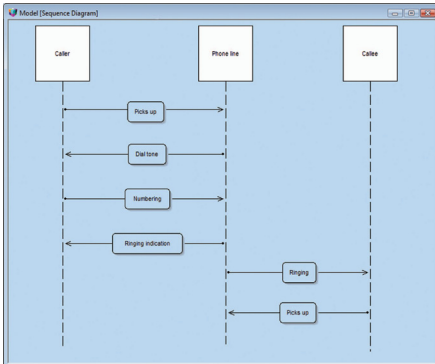 Model [Sequence Diagram]
Caller
Phone line
Callee
Picks up
Dial tone
Numbering
Ringing indication
Ringing
Picks up